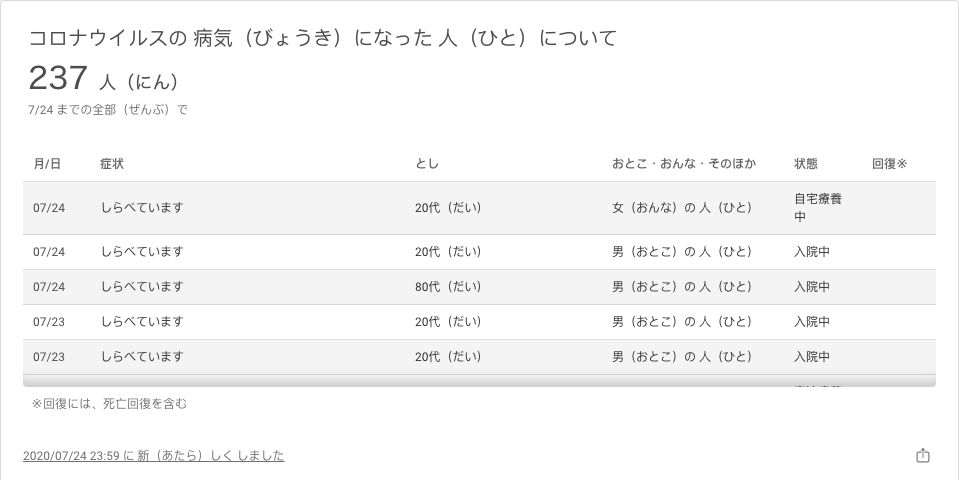 コロナウイルスの 病気（びょうき）になった 人（ひと）について
237 人（にん）
7/24 までの全部（ぜんぶ）で
月/日 症状 とし おとこ・おんな・そのほか 状態 回復※
07/24 しらべています 20代（だい） 女（おんな）の 人（ひと） 自宅療養中
07/24 しらべています 20代（だい） 男（おとこ）の 人（ひと） 入院中
07/24 しらべています 80代（だい） 男（おとこ）の 人（ひと） 入院中
07/23 しらべています 20代（だい） 男（おとこ）の 人（ひと） 入院中
07/23 しらべています 20代（だい） 男（おとこ）の 人（ひと） 入院中
※回復には、死亡回復を含む
2020/07/24 23:59 に 新（あたら）しく しました